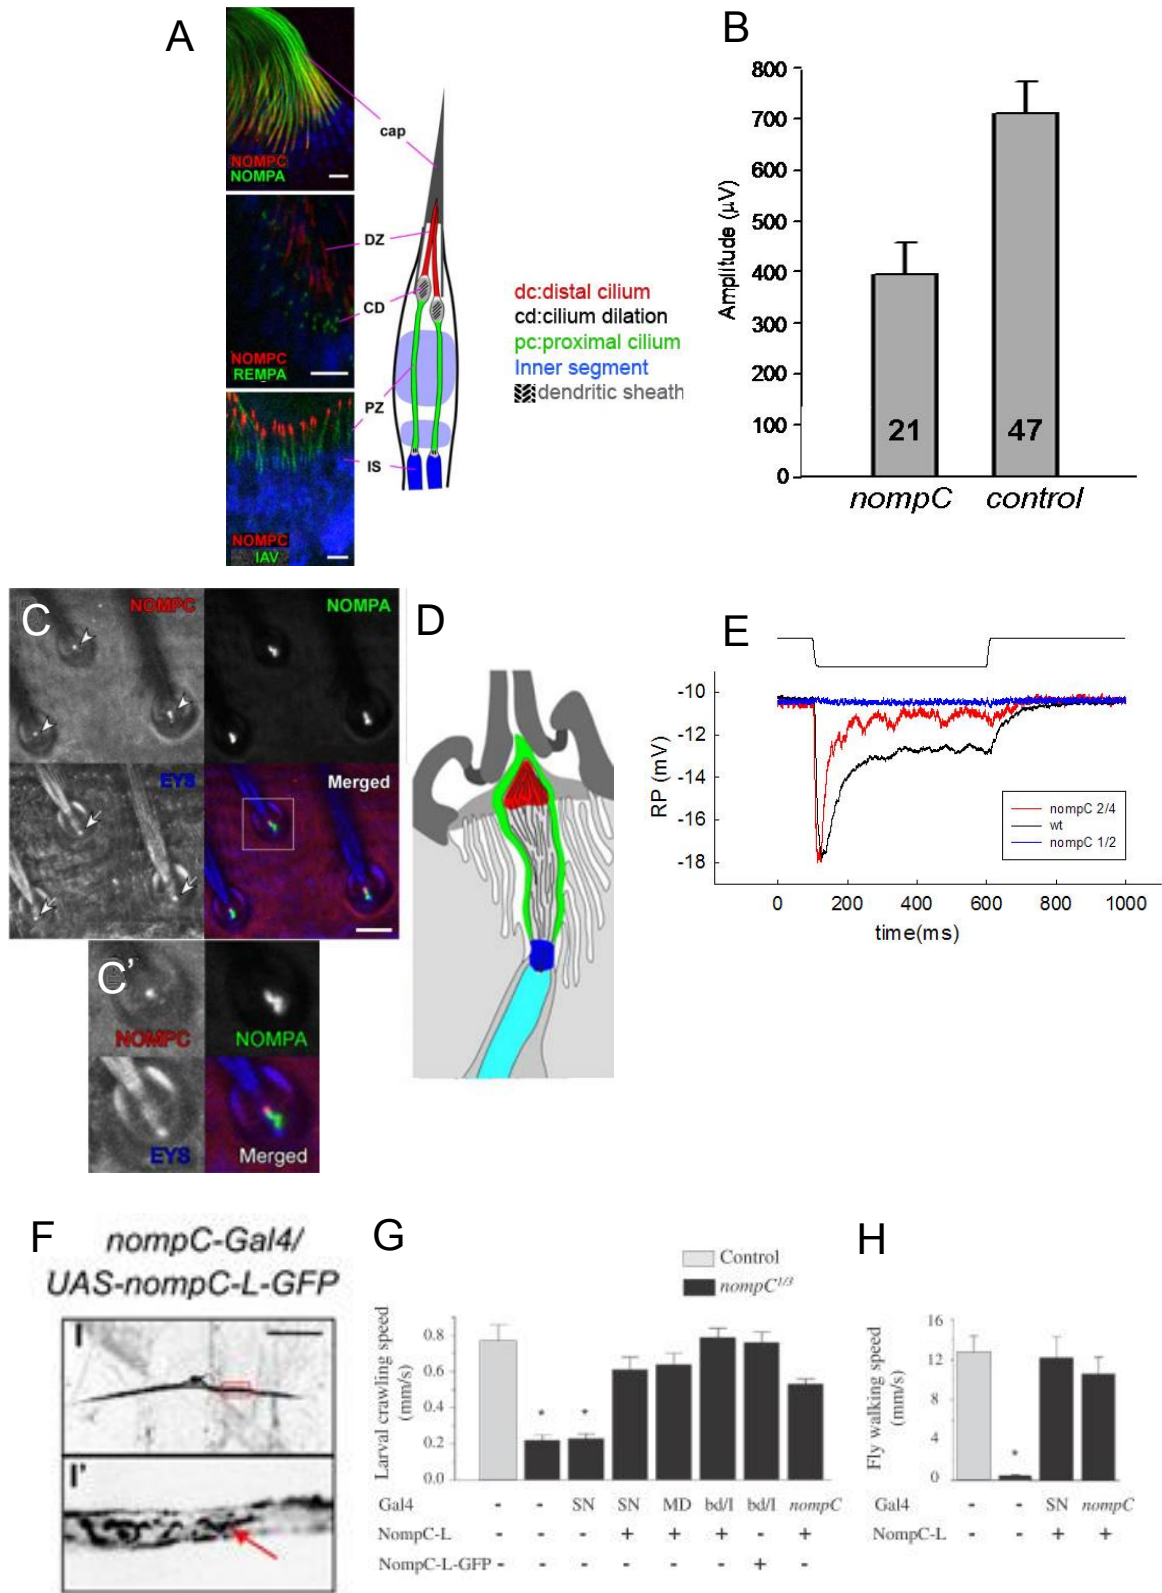 A
NOMPC
NOMPA
NOMPC
REMPA
NOMPC
IAV
cap
DZ
CD
PZ
IS
dc:distal cilium
cd:cilium dilation
pc:proximal cilium
Inner segment
dendritic sheath
B
Amplitude (µV)
800
700
600
500
400
300
200
100
0
21
47
nompC
control
C
NOMPC
NOMPA
EYS
Merged
C'
NOMPC
NOMPA
EYS
Merged
D
E
RP (mV)
-10
-12
-14
-16
-18
nompC 2/4
wt
nompC 1/2
0 200 400 600 800 1000
time(ms)
F
nompC-Gal4/
UAS-nompC-L-GFP
I
I'
G
Control
nompC1/3
Larval crawling speed
(mm/s)
0.8
0.6
0.4
0.2
0.0
* *
Gal4 - - SN SN MD bd/I bd/I nompC
NompC-L - - - + + + - +
NompC-L-GFP - - - - - - + -
H
Fly walking speed
(mm/s)
12
8
4
0
*
Gal4 - - SN nompC
NompC-L - - + +